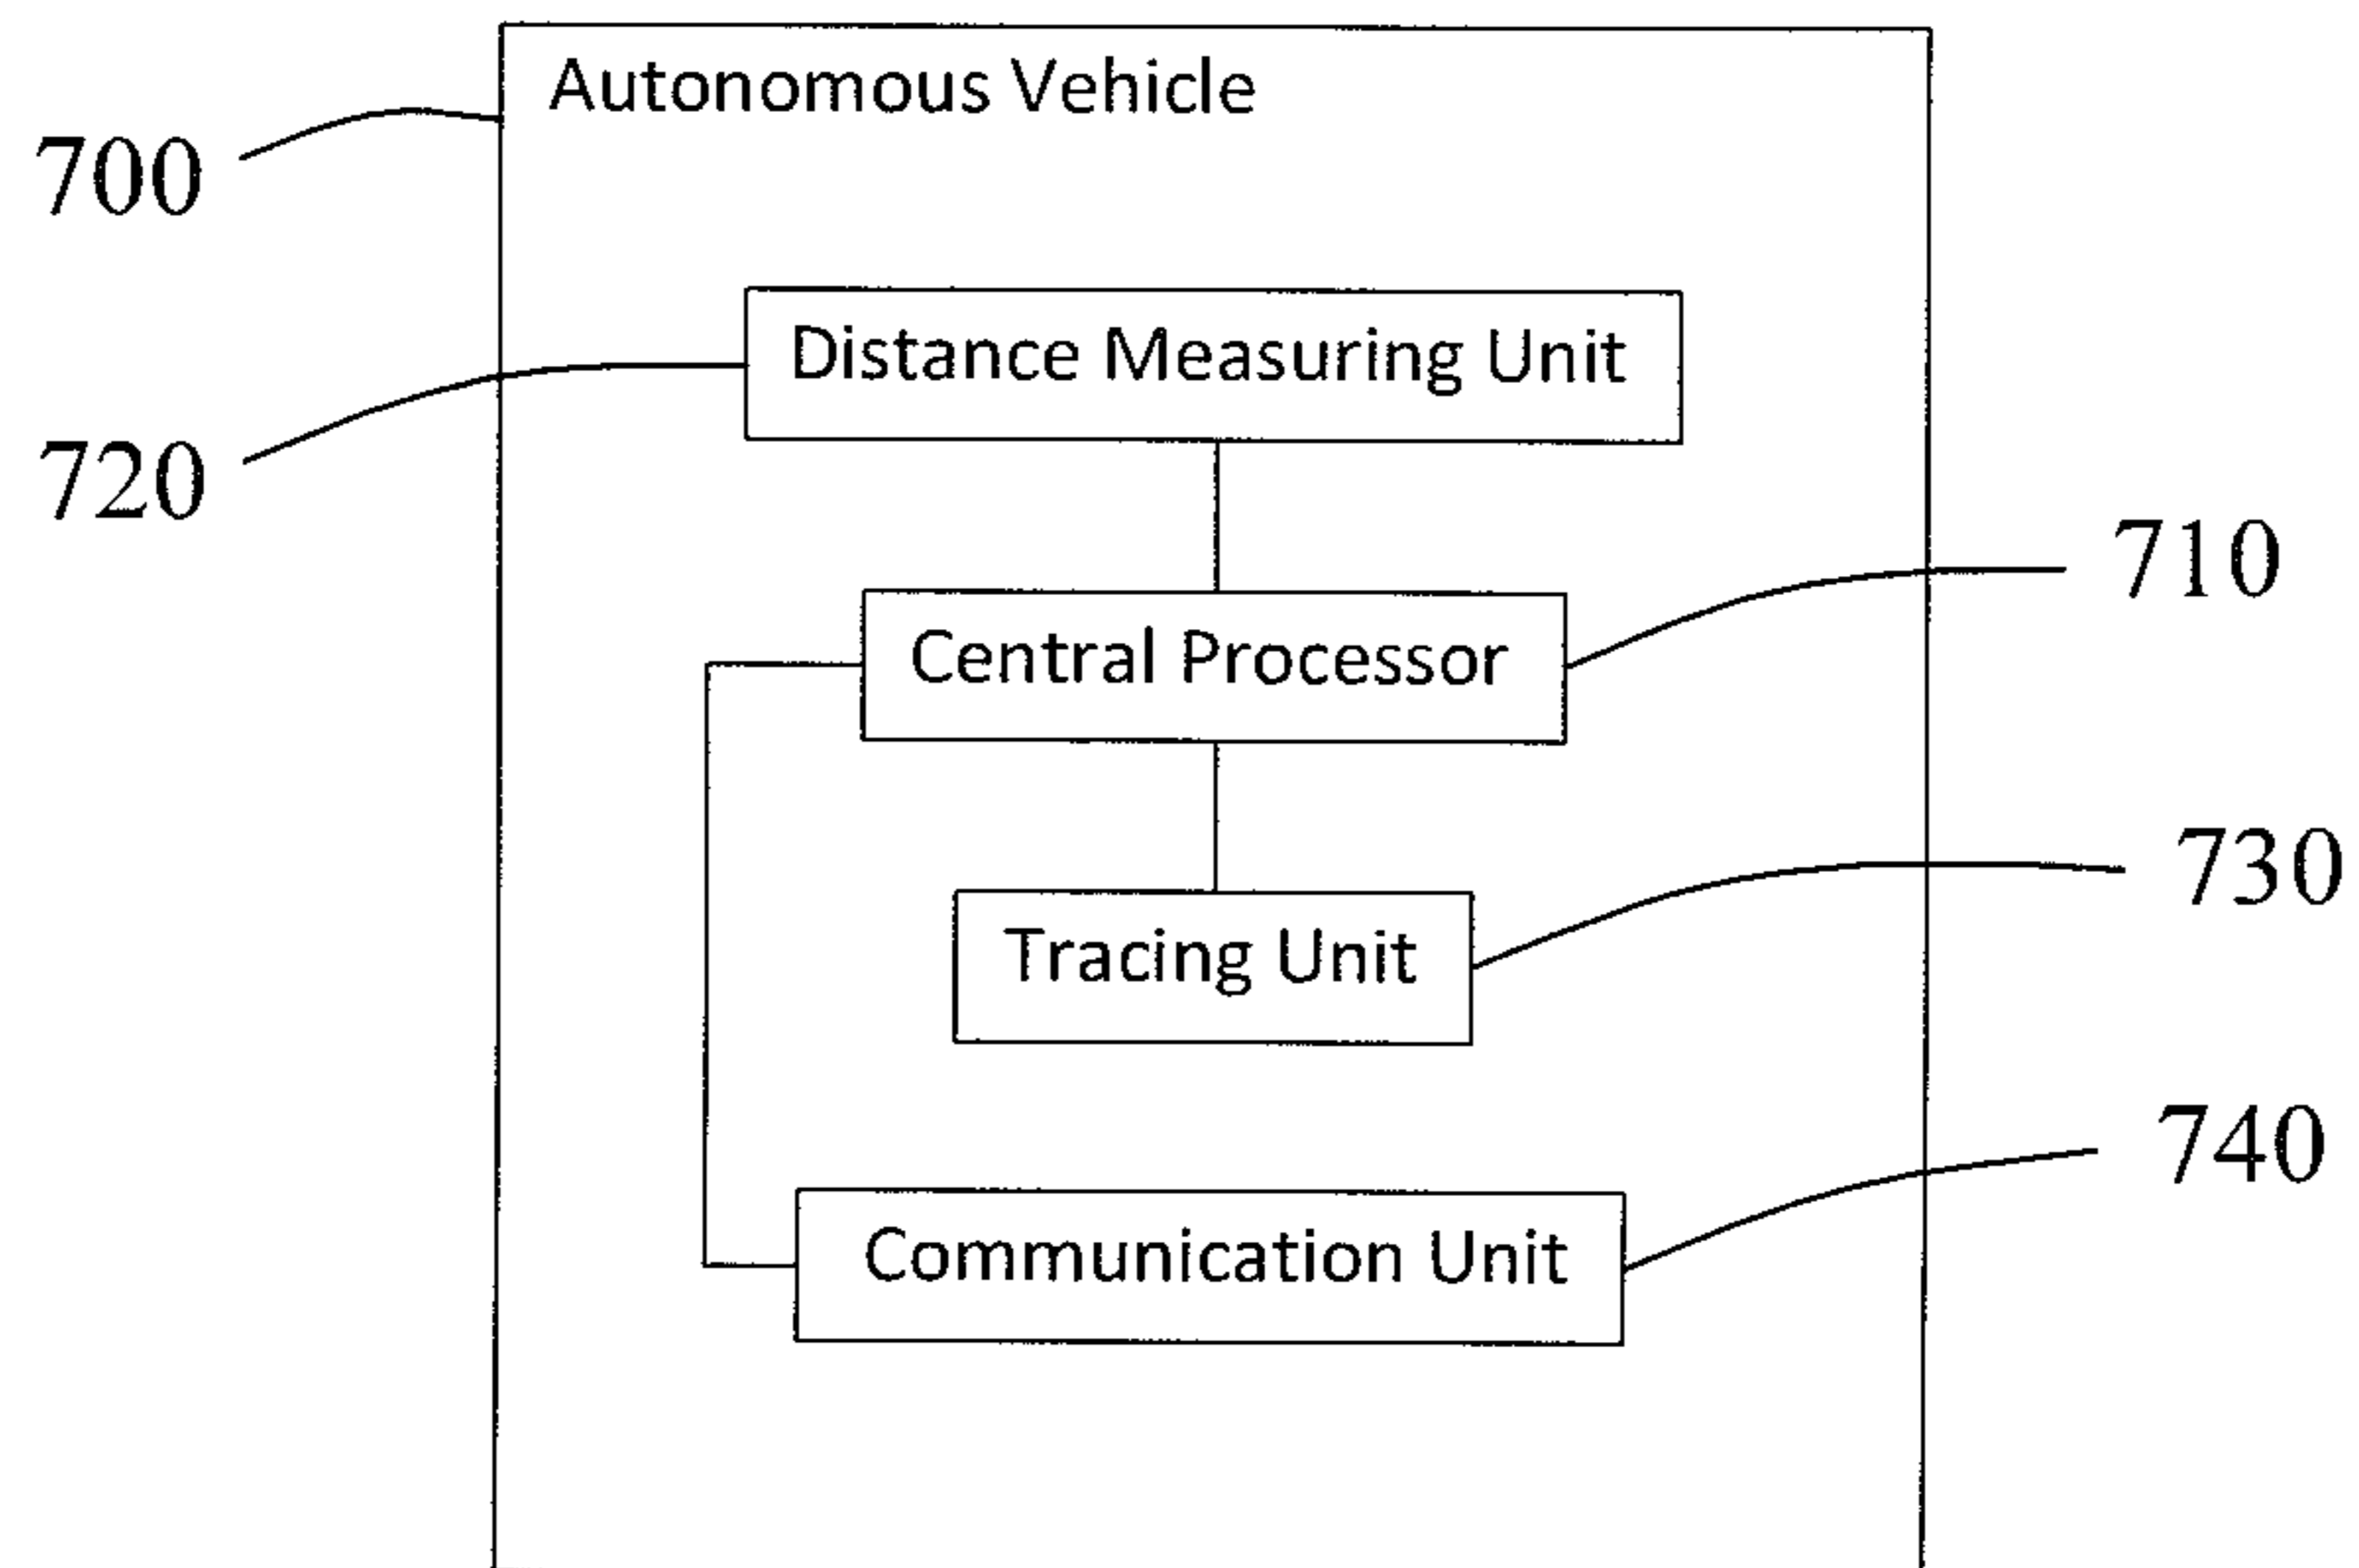 Autonomous Vehicle
700
Distance Measuring Unit
720
710
Central Processor
730
Tracing Unit
740
Communication Unit